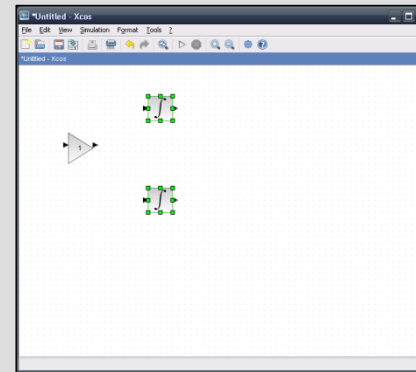 *Untitled - Xcos
File Edit View Simulation Format Tools ?
*Untitled - Xcos
1